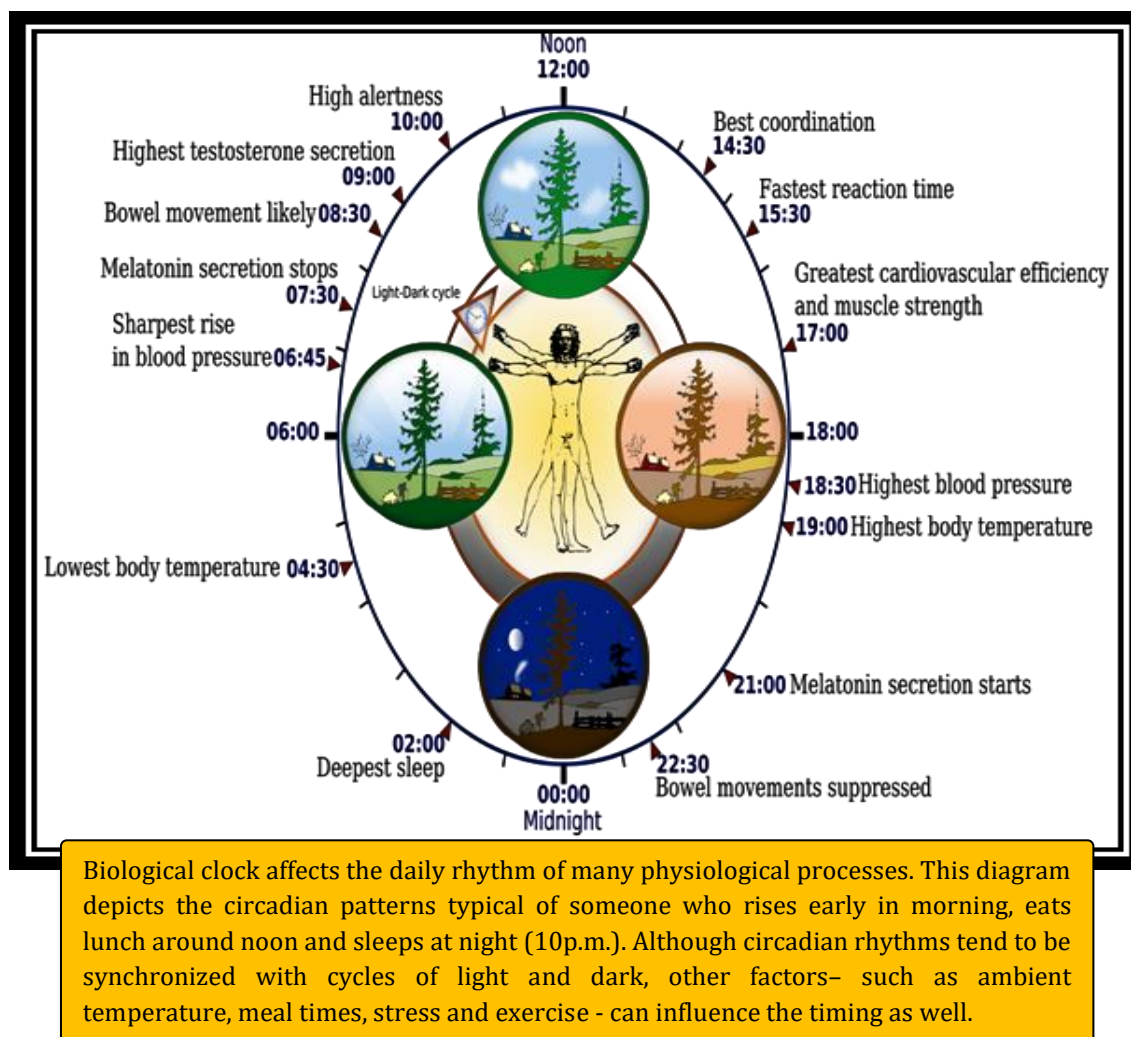 Noon
12:00
High alertness
10:00
Highest testosterone secretion
09:00
Bowel movement likely 08:30
Melatonin secretion stops
07:30
Light-Dark cycle
Sharpest rise
in blood pressure 06:45
06:00
Lowest body temperature 04:30
02:00
Deepest sleep
00:00
Midnight
Best coordination
14:30
Fastest reaction time
15:30
Greatest cardiovascular efficiency
and muscle strength
17:00
18:00
18:30 Highest blood pressure
19:00 Highest body temperature
21:00 Melatonin secretion starts
22:30
Bowel movements suppressed
Biological clock affects the daily rhythm of many physiological processes. This diagram
depicts the circadian patterns typical of someone who rises early in morning, eats
lunch around noon and sleeps at night (10p.m.). Although circadian rhythms tend to be
synchronized with cycles of light and dark, other factors– such as ambient
temperature, meal times, stress and exercise - can influence the timing as well.